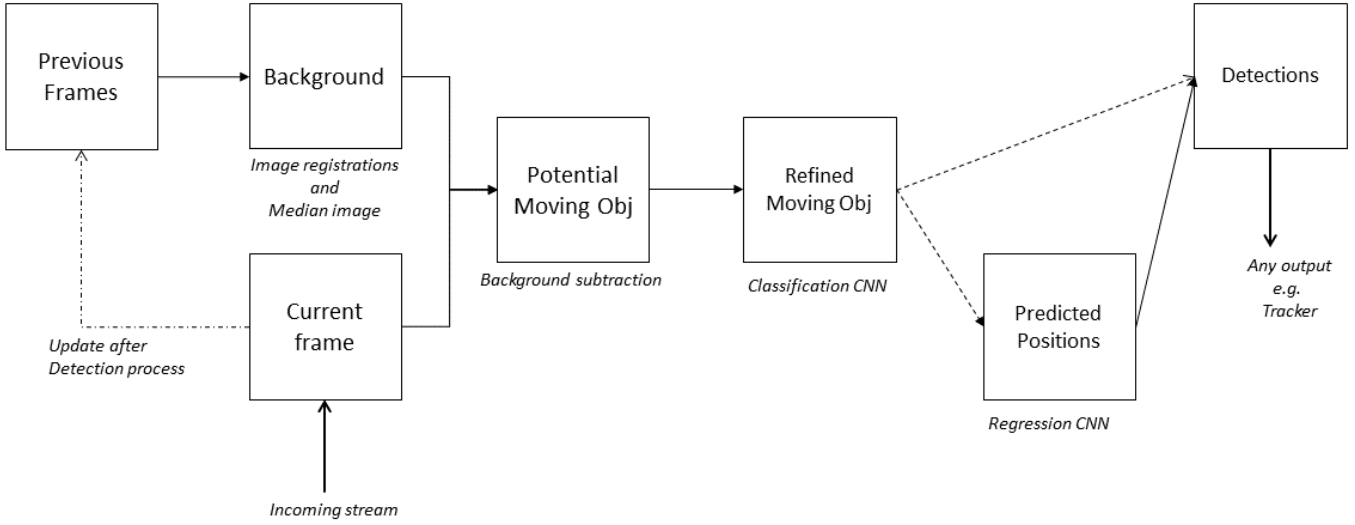 Previous
Frames
Background
Image registrations
and
Median image
Update after
Detection process
Current
frame
Incoming stream
Potential
Moving Obj
Background subtraction
Refined
Moving Obj
Classification CNN
Predicted
Positions
Regression CNN
Detections
Any output
e.g.
Tracker